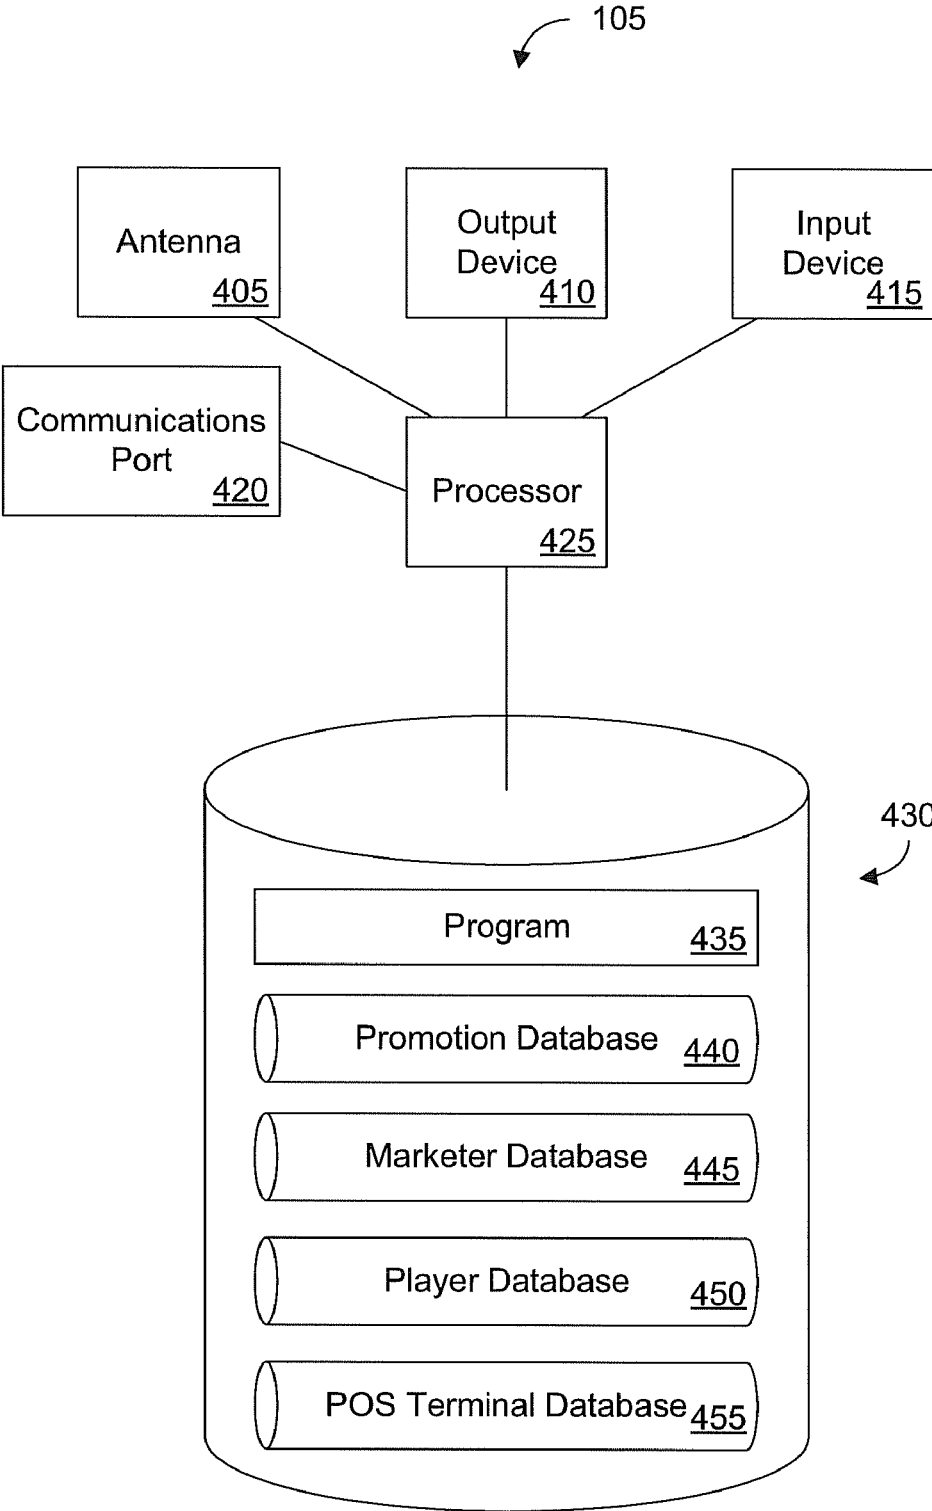 105
Antenna
405
Output
Device
410
Input
Device
415
Communications
Port
420
Processor
425
430
Program
435
Promotion Database
440
Marketer Database
445
Player Database
450
POS Terminal Database
455